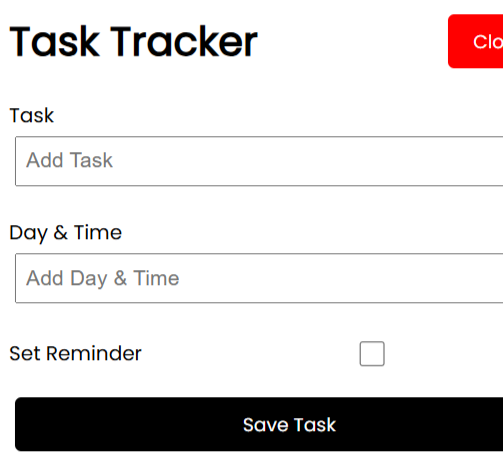 Task Tracker
Clo
Task
Add Task
Day & Time
Add Day & Time
Set Reminder
Save Task